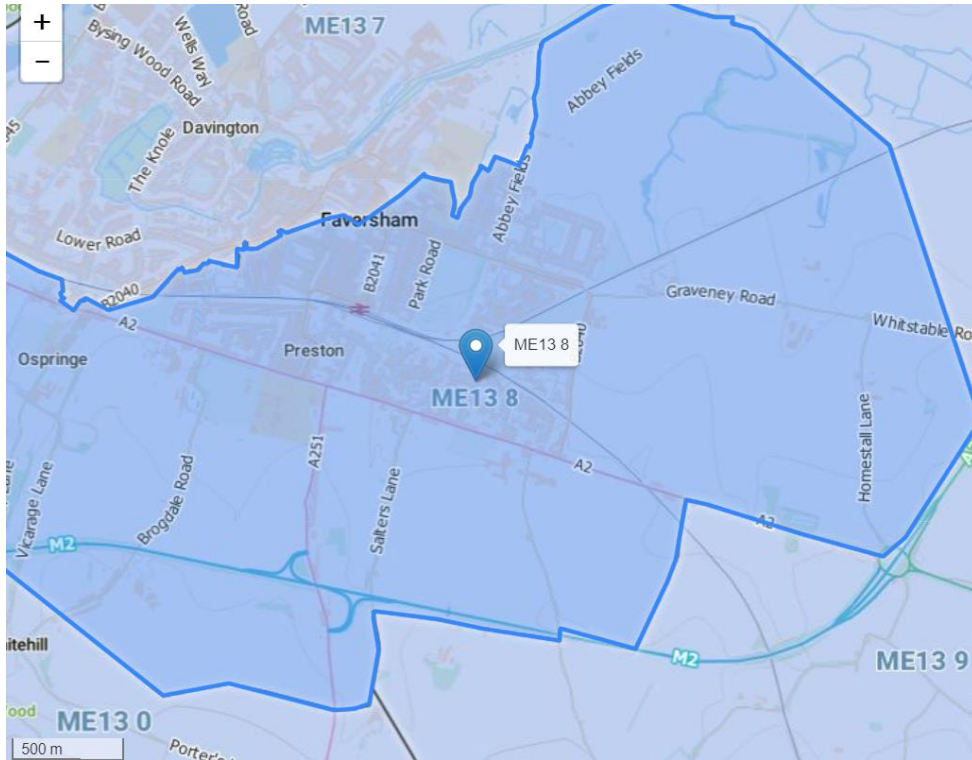 +
−
ME13 7
Road
Bysing Wood Road
Wells Way
Davington
The Knole
Abbey Fields
Abbey Fields
Faversham
Lower Road
B2040
B2041
Park Road
A2
Graveney Road
Whitstable Ro
ME13 8
Ospringe
Preston
ME13 8
A251
A2
A2
Homestall Lane
Vicarage Lane
Brogdale Road
Salters Lane
M2
M2
ME13 9
ME13 0
500 m
Porter's